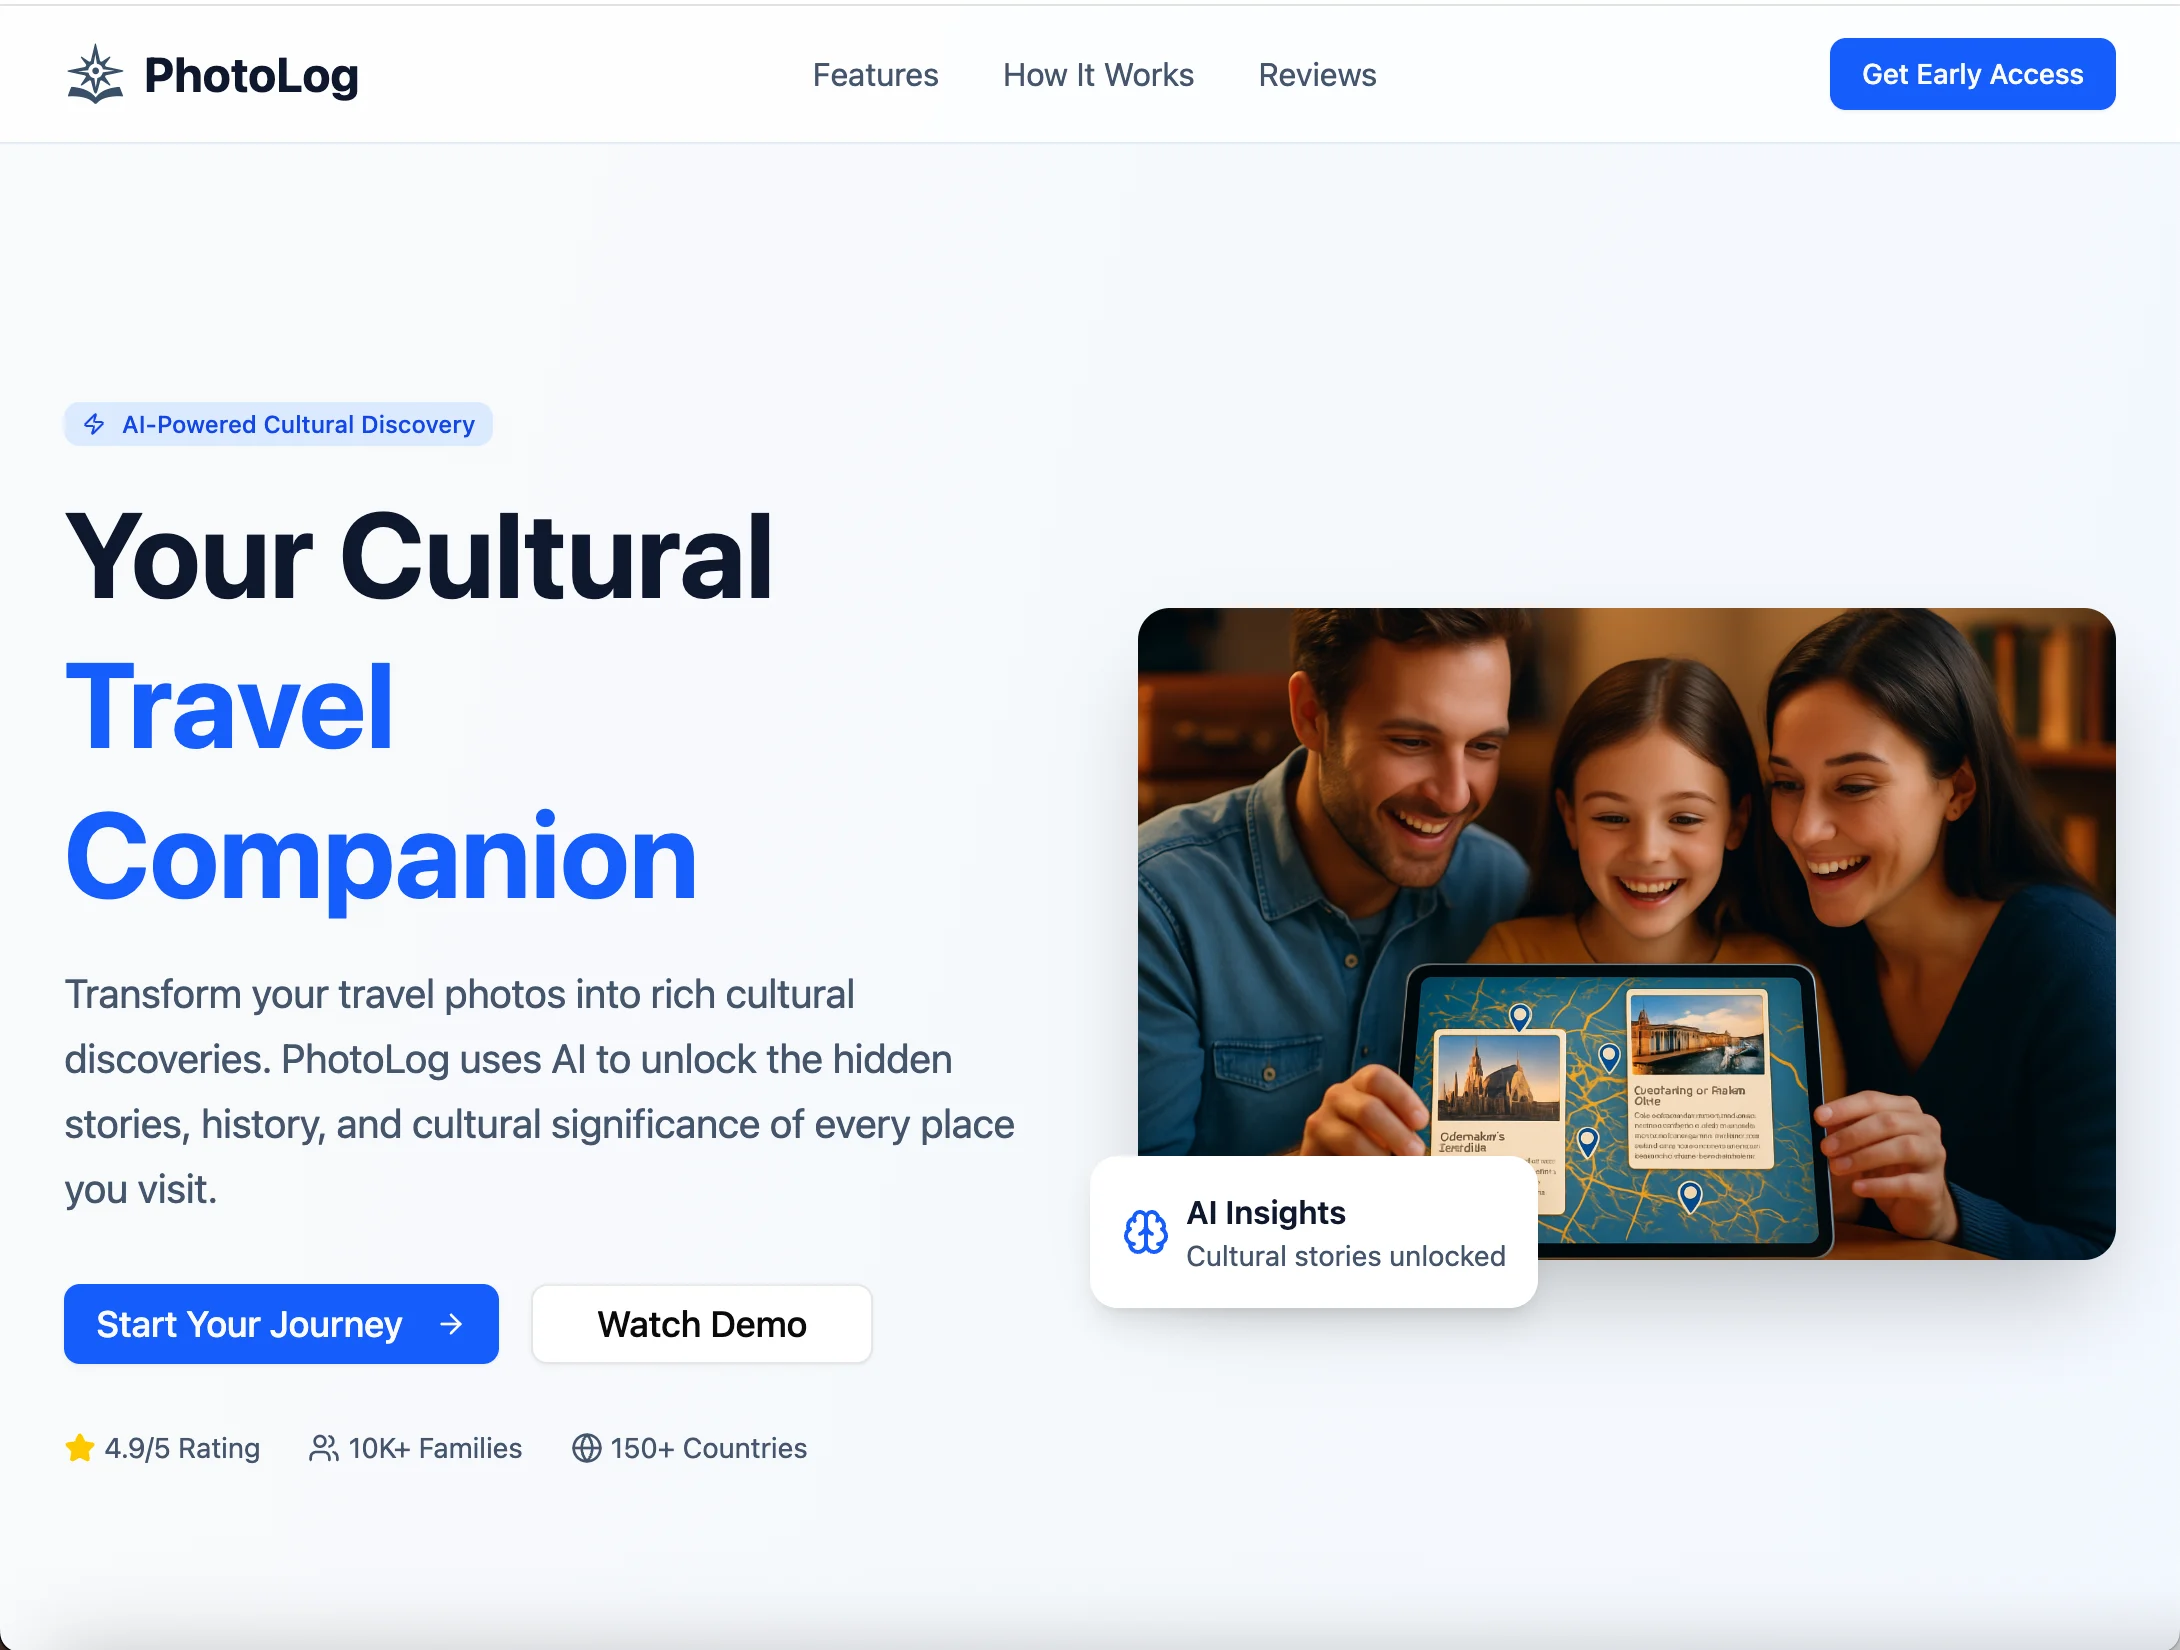 PhotoLog
Features
How It Works
Reviews
Get Early Access
AI-Powered Cultural Discovery
Your Cultural
Travel
Companion
Transform your travel photos into rich cultural
discoveries. PhotoLog uses AI to unlock the hidden
stories, history, and cultural significance of every place
you visit.
Start Your Journey
Watch Demo
4.9/5 Rating
10K+ Families
150+ Countries
AI Insights
Cultural stories unlocked